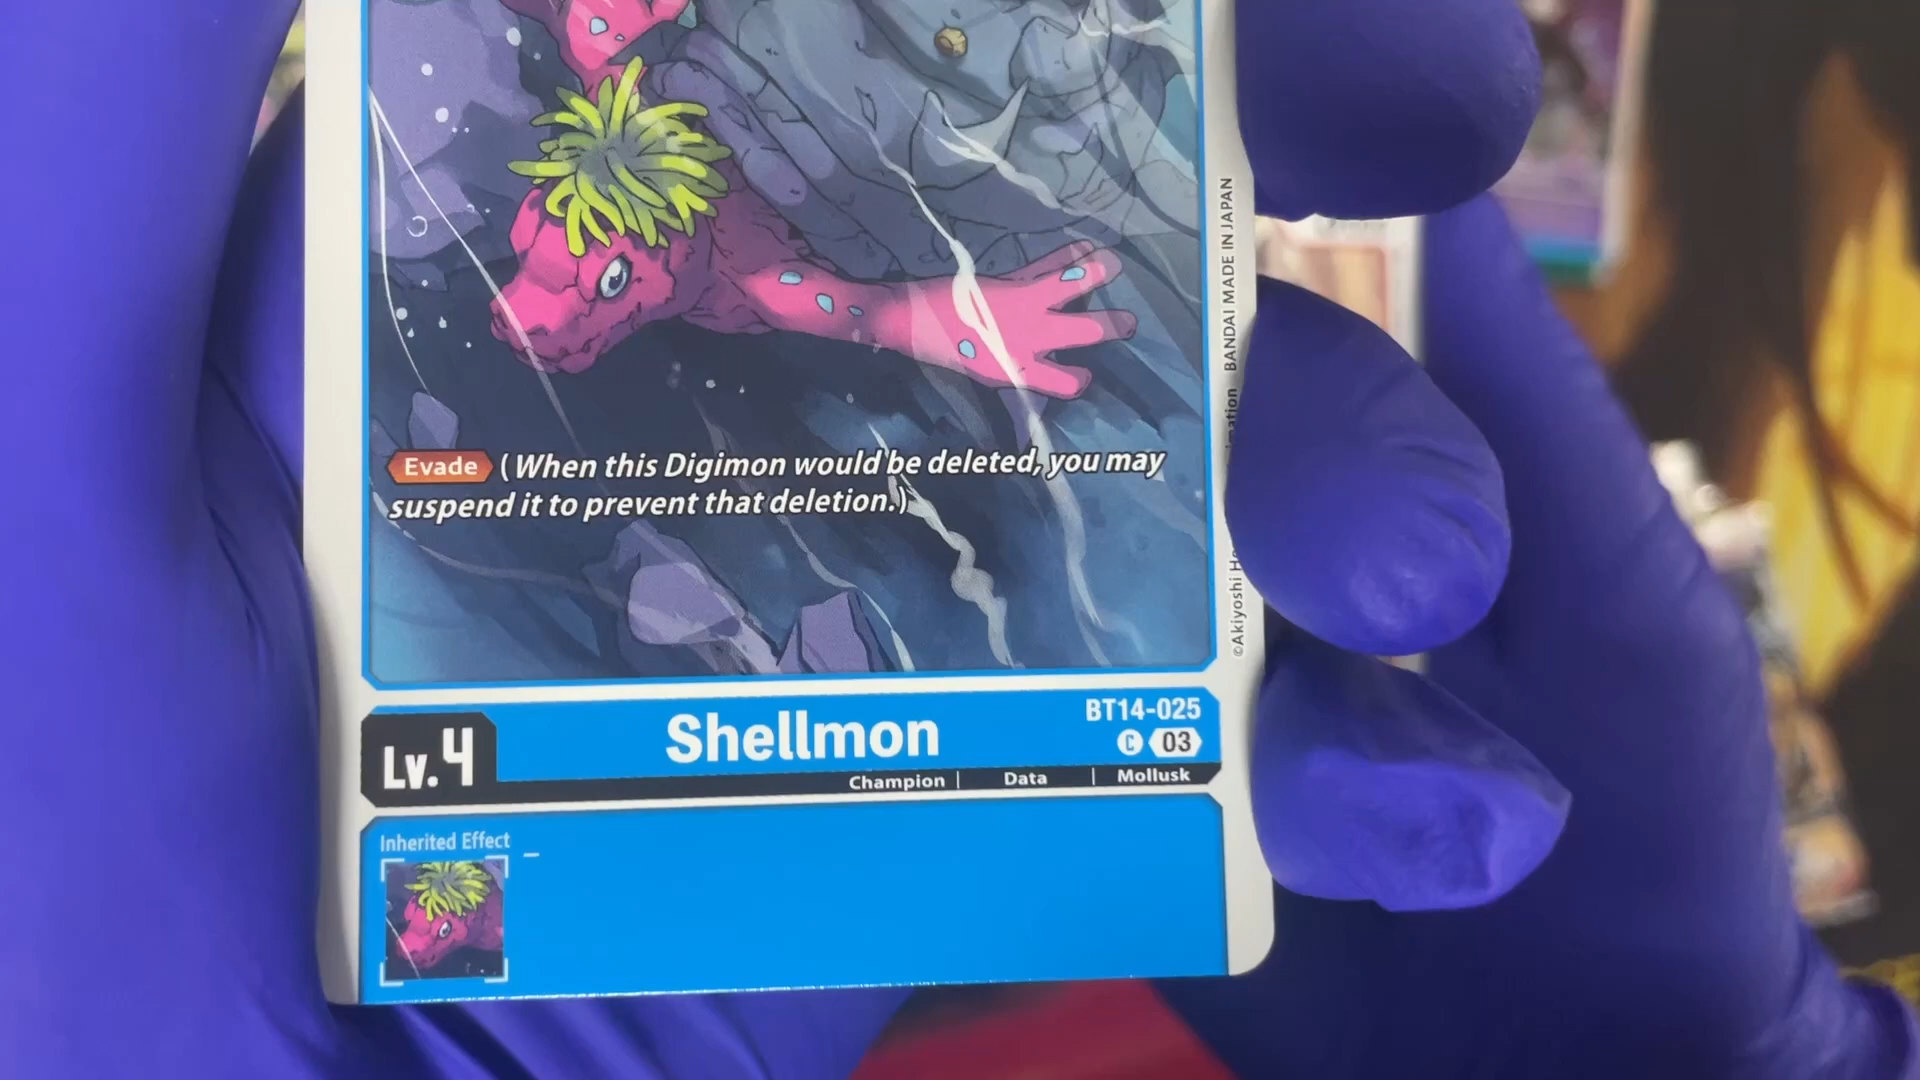 Evade (When this Digimon would be deleted, you may
suspend it to prevent that deletion.)
BANDAI MADE IN JAPAN
©Akiyoshi
BT14-025
Shellmon
C 03
Lv.4
Champion | Data | Mollusk
Inherited Effect –